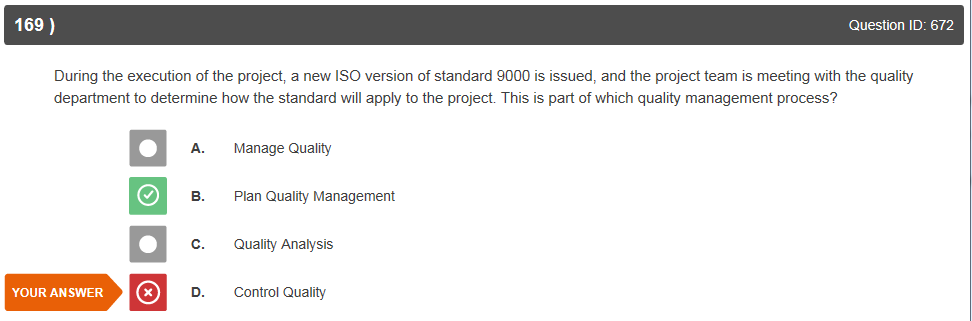 169 )
Question ID: 672
During the execution of the project, a new ISO version of standard 9000 is issued, and the project team is meeting with the quality
department to determine how the standard will apply to the project. This is part of which quality management process?
A. Manage Quality
B. Plan Quality Management
C. Quality Analysis
YOUR ANSWER D. Control Quality